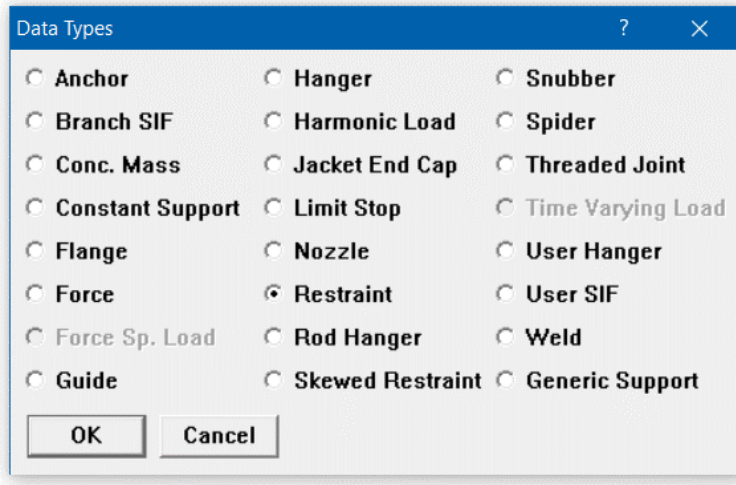 Data Types ?
Anchor Hanger Snubber
Branch SIF Harmonic Load Spider
Conc. Mass Jacket End Cap Threaded Joint
Constant Support Limit Stop Time Varying Load
Flange Nozzle User Hanger
Force Restraint User SIF
Force Sp. Load Rod Hanger Weld
Guide Skewed Restraint Generic Support
OK Cancel